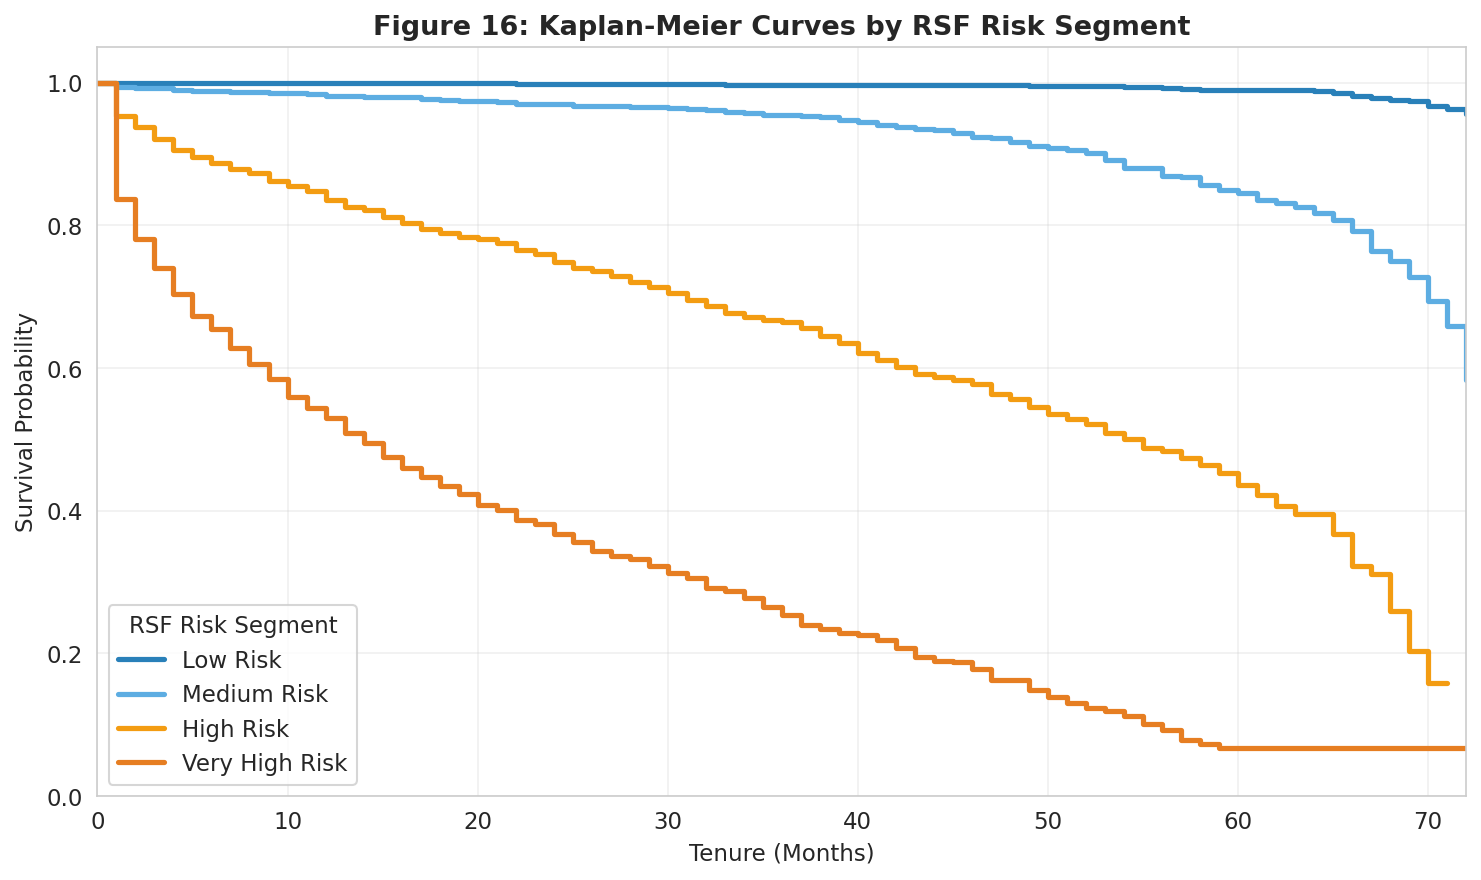 Figure 16: Kaplan-Meier Curves by RSF Risk Segment
Survival Probability
1.0
0.8
0.6
0.4
0.2
0.0
RSF Risk Segment
Low Risk
Medium Risk
High Risk
Very High Risk
0 10 20 30 40 50 60 70
Tenure (Months)